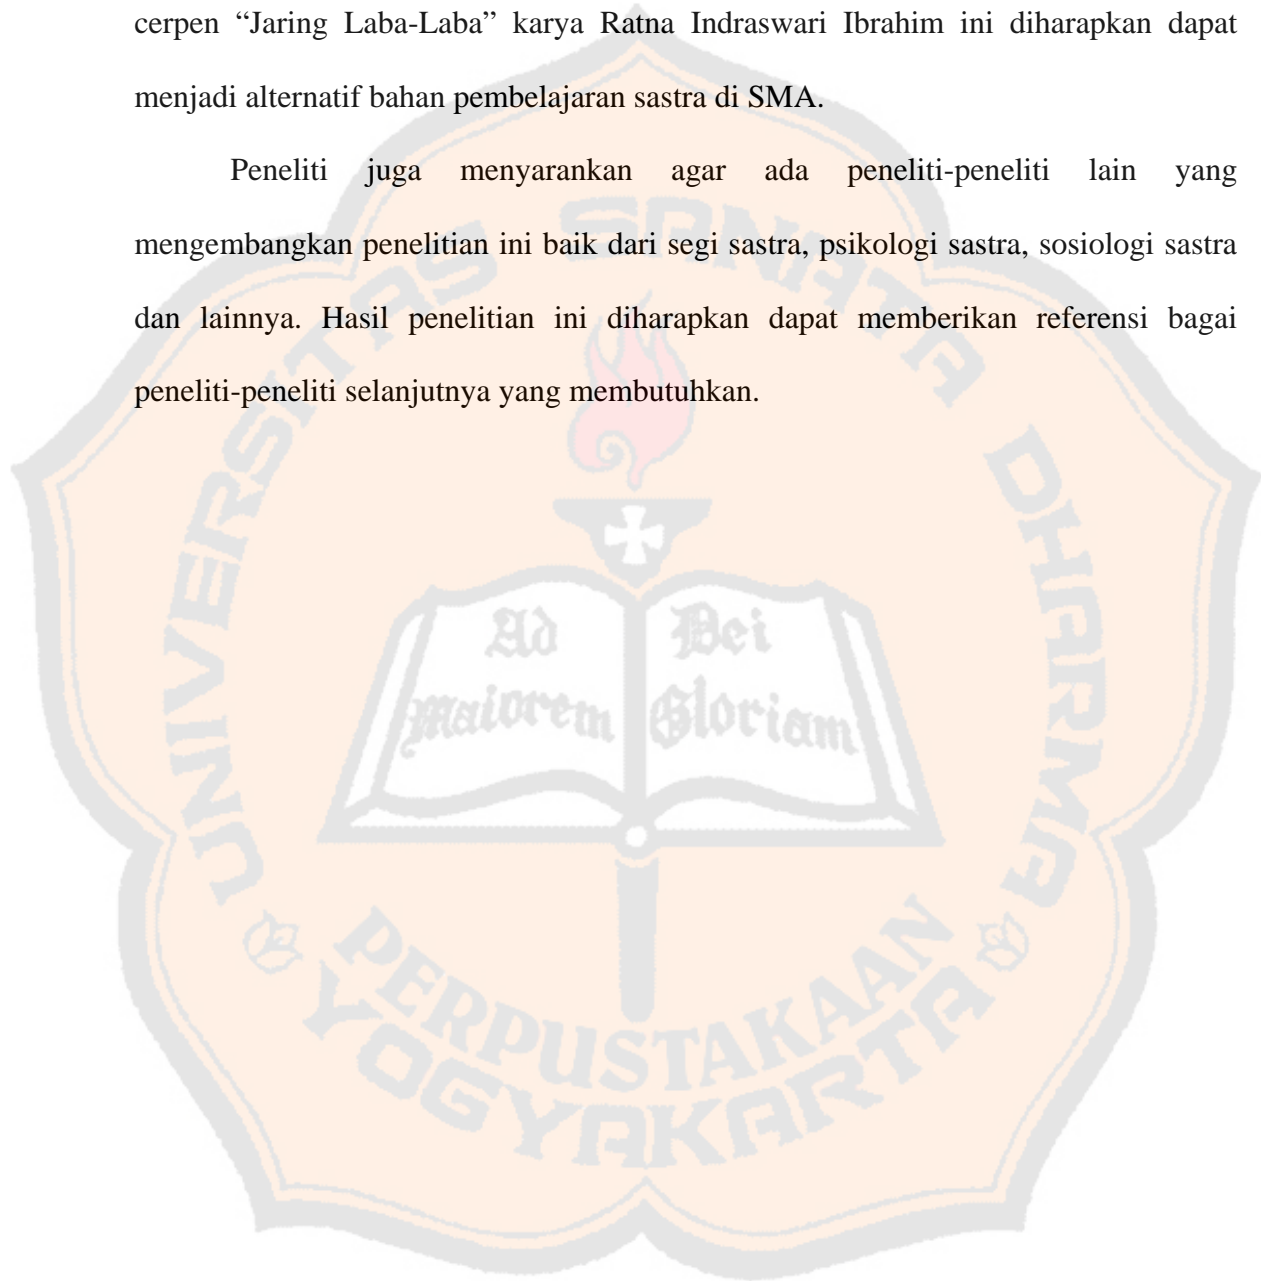 cerpen “Jaring Laba-Laba” karya Ratna Indraswari Ibrahim ini diharapkan dapat
menjadi alternatif bahan pembelajaran sastra di SMA.
Peneliti juga menyarankan agar ada peneliti-peneliti lain yang
mengembangkan penelitian ini baik dari segi sastra, psikologi sastra, sosiologi sastra
dan lainnya. Hasil penelitian ini diharapkan dapat memberikan referensi bagai
peneliti-peneliti selanjutnya yang membutuhkan.
UNIVERSITAS SANATA DHARMA
Ad Dei
Maiorem Gloriam
PERPUSTAKAAN
YOGYAKARTA